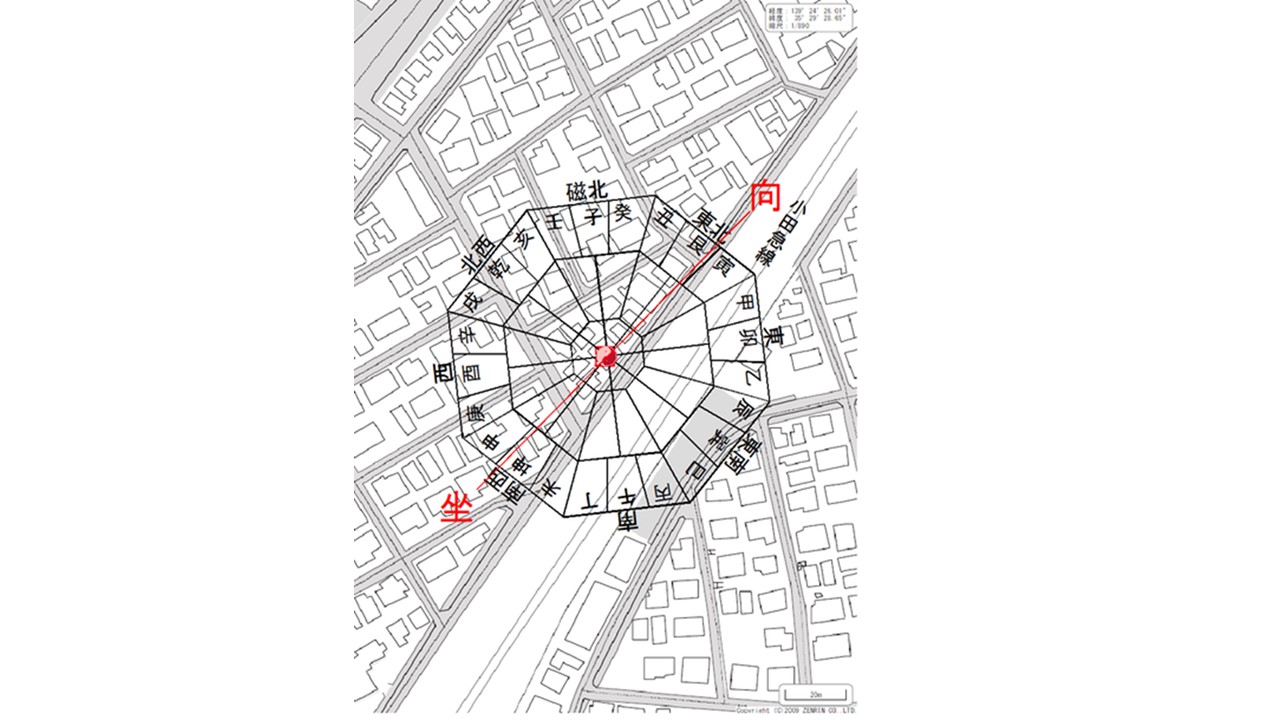 経度: 139° 24' 26.01"
緯度: 35° 29' 28.65"
縮尺: 1/890
向
小田急線
磁北
東北
北西
壬
子
癸
丑
艮
寅
亥
乾
戌
甲
卯
東
乙
辰
巽
東南
巳
辛
西
酉
庚
申
坤
南西
未
丁
午
丙
南
坐
20m
Copyright (C)2009 ZENRIN CO.,LTD.